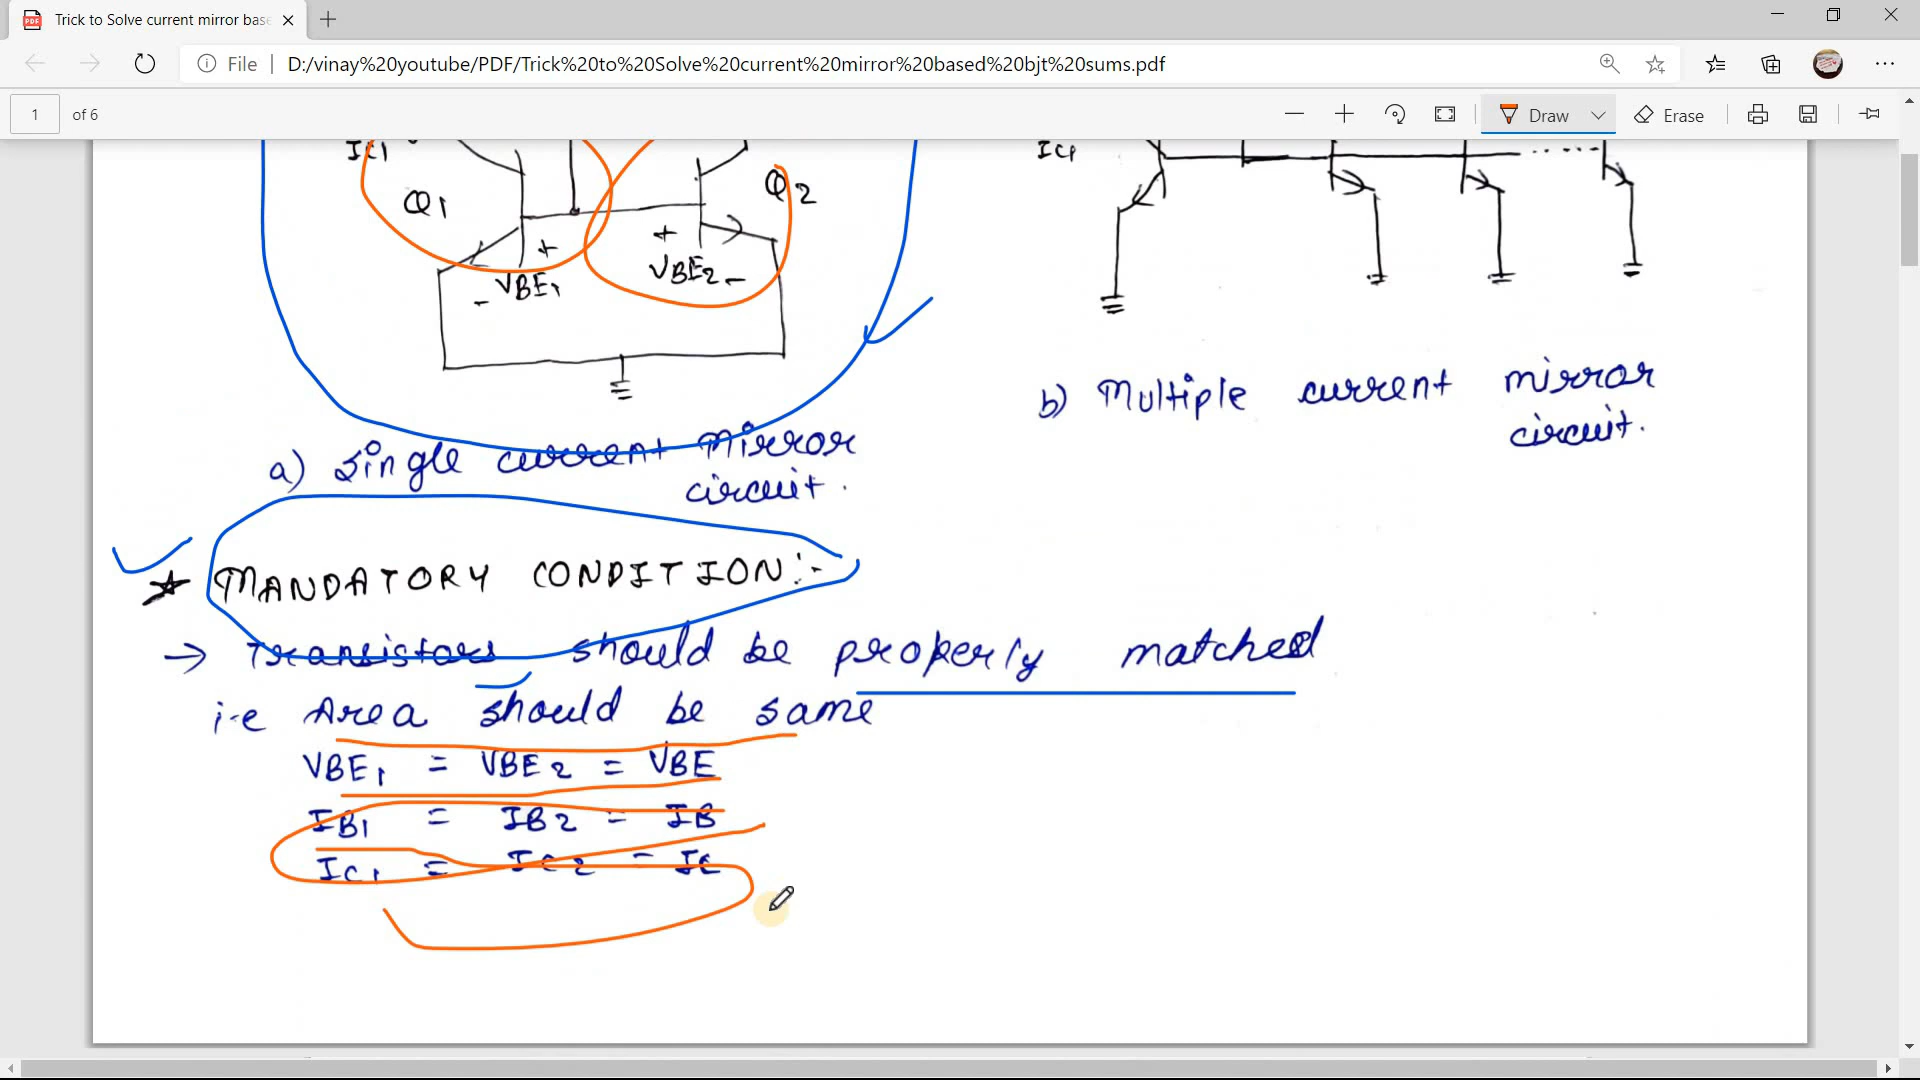 Trick to Solve current mirror base
File
D:/vinay%20youtube/PDF/Trick%20to%20Solve%20current%20mirror%20based%20bjt%20sums.pdf
1 of 6
Draw
Erase
IC1
Q1
Q2
+
+
VBE1
-
VBE2 -
IC1
.....
b) Multiple current mirror
circuit.
a) Single current mirror
circuit.
★ MANDATORY CONDITION:-
→ Transistors should be properly matched
i-e Area should be same
VBE1 = VBE2 = VBE
IB1 = IB2 = IB
IC1 = IC2 = IC